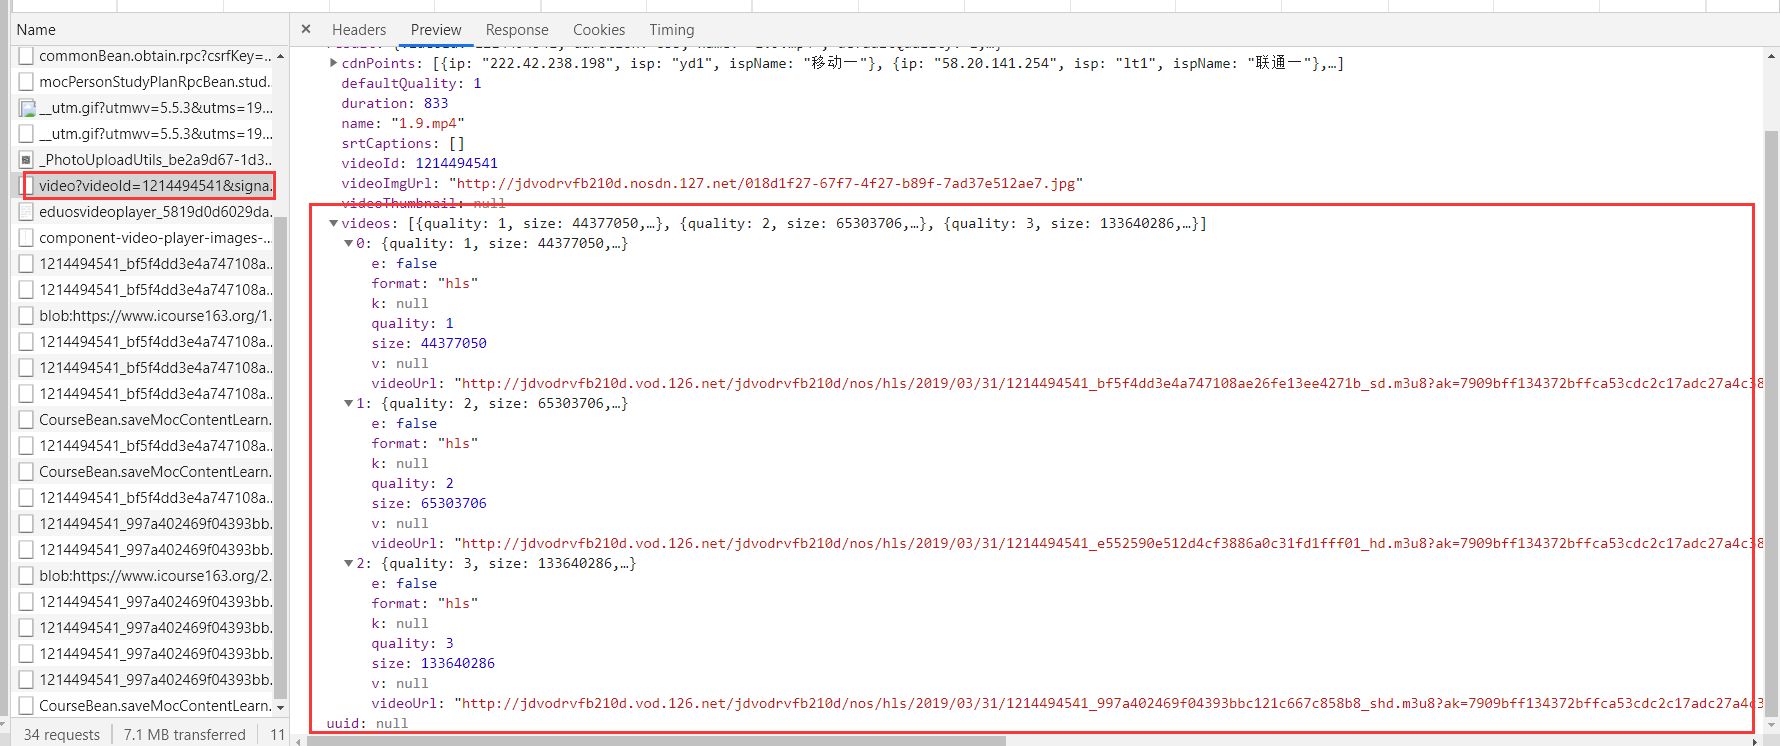 Name
commonBean.obtain.rpc?csrfKey=...
mocPersonStudyPlanRpcBean.stud...
__utm.gif?utmwv=5.5.3&utms=19...
__utm.gif?utmwv=5.5.3&utms=19...
_PhotoUploadUtils_be2a9d67-1d3...
video?videoId=1214494541&signa...
eduosvideoplayer_5819d0d6029da...
component-video-player-images-...
1214494541_bf5f4dd3e4a747108a...
1214494541_bf5f4dd3e4a747108a...
blob:https://www.icourse163.org/1...
1214494541_bf5f4dd3e4a747108a...
1214494541_bf5f4dd3e4a747108a...
1214494541_bf5f4dd3e4a747108a...
CourseBean.saveMocContentLearn...
1214494541_bf5f4dd3e4a747108a...
CourseBean.saveMocContentLearn...
1214494541_bf5f4dd3e4a747108a...
1214494541_997a402469f04393bb...
1214494541_997a402469f04393bb...
blob:https://www.icourse163.org/2...
1214494541_997a402469f04393bb...
1214494541_997a402469f04393bb...
1214494541_997a402469f04393bb...
1214494541_997a402469f04393bb...
CourseBean.saveMocContentLearn...
34 requests 7.1 MB transferred 11
× Headers Preview Response Cookies Timing
cdnPoints: [{ip: "222.42.238.198", isp: "yd1", ispName: "移动一"}, {ip: "58.20.141.254", isp: "lt1", ispName: "联通一"},…]
defaultQuality: 1
duration: 833
name: "1.9.mp4"
srtCaptions: []
videoId: 1214494541
videoImgUrl: "http://jdvodrvfb210d.nosdn.127.net/018d1f27-67f7-4f27-b89f-7ad37e512ae7.jpg"
videoThumbnail: null
videos: [{quality: 1, size: 44377050,…}, {quality: 2, size: 65303706,…}, {quality: 3, size: 133640286,…}]
0: {quality: 1, size: 44377050,…}
e: false
format: "hls"
k: null
quality: 1
size: 44377050
v: null
videoUrl: "http://jdvodrvfb210d.vod.126.net/jdvodrvfb210d/nos/hls/2019/03/31/1214494541_bf5f4dd3e4a747108ae26fe13ee4271b_sd.m3u8?ak=7909bff134372bffca53cdc2c17adc27a4c38
1: {quality: 2, size: 65303706,…}
e: false
format: "hls"
k: null
quality: 2
size: 65303706
v: null
videoUrl: "http://jdvodrvfb210d.vod.126.net/jdvodrvfb210d/nos/hls/2019/03/31/1214494541_e552590e512d4cf3886a0c31fd1fff01_hd.m3u8?ak=7909bff134372bffca53cdc2c17adc27a4c38
2: {quality: 3, size: 133640286,…}
e: false
format: "hls"
k: null
quality: 3
size: 133640286
v: null
videoUrl: "http://jdvodrvfb210d.vod.126.net/jdvodrvfb210d/nos/hls/2019/03/31/1214494541_997a402469f04393bbc121c667c858b8_shd.m3u8?ak=7909bff134372bffca53cdc2c17adc27a4c3
uuid: null